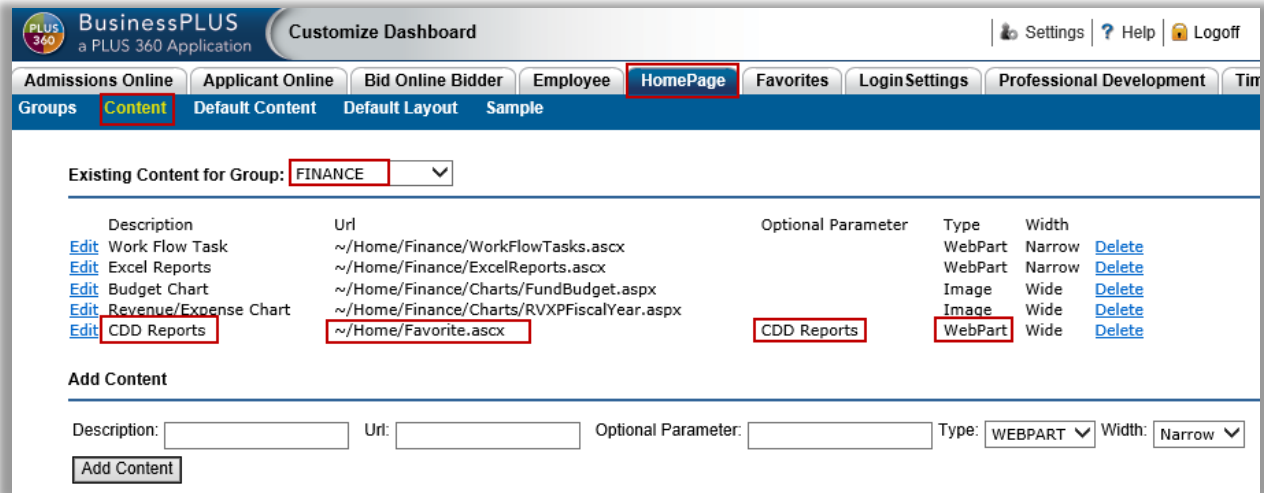 PLUS 360 BusinessPLUS
a PLUS 360 Application
Customize Dashboard
Settings ? Help Logoff
Admissions Online Applicant Online Bid Online Bidder Employee HomePage Favorites Login Settings Professional Development Tim
Groups Content Default Content Default Layout Sample
Existing Content for Group: FINANCE
Description Url Optional Parameter Type Width
Edit Work Flow Task ~/Home/Finance/WorkFlowTasks.ascx WebPart Narrow Delete
Edit Excel Reports ~/Home/Finance/ExcelReports.ascx WebPart Narrow Delete
Edit Budget Chart ~/Home/Finance/Charts/FundBudget.aspx Image Wide Delete
Edit Revenue/Expense Chart ~/Home/Finance/Charts/RVXPFiscalYear.aspx Image Wide Delete
Edit CDD Reports ~/Home/Favorite.ascx CDD Reports WebPart Wide Delete
Add Content
Description: Url: Optional Parameter: Type: WEBPART Width: Narrow
Add Content